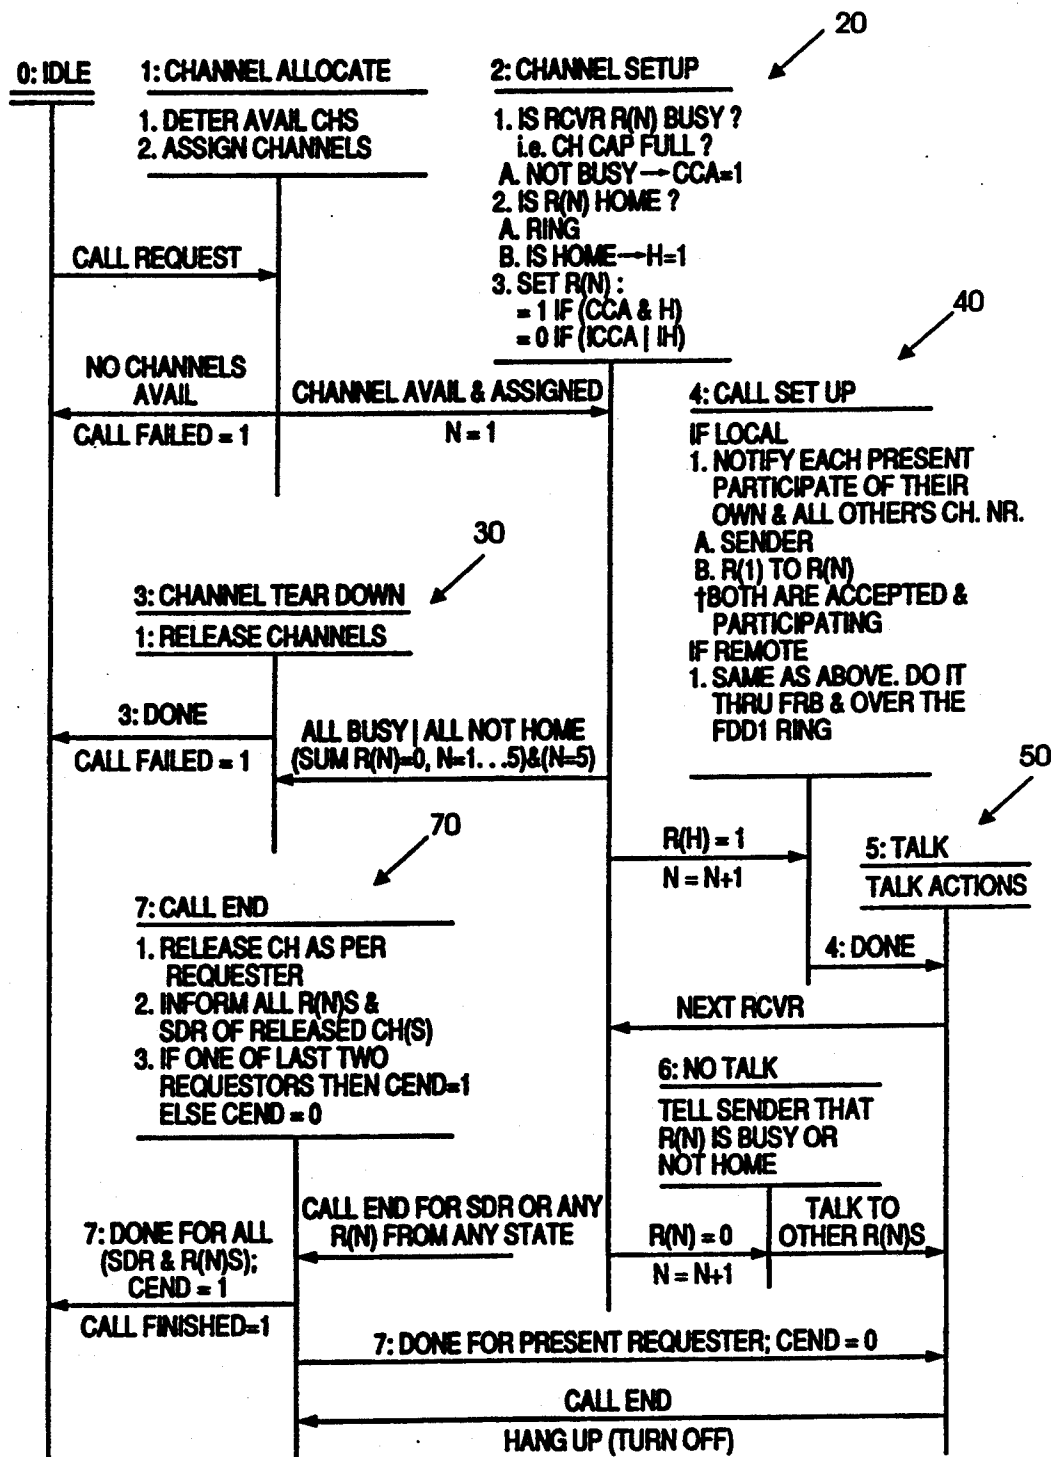 20
0: IDLE
1: CHANNEL ALLOCATE
1. DETER AVAIL CHS
2. ASSIGN CHANNELS
2: CHANNEL SETUP
1. IS RCVR R(N) BUSY ?
i.e. CH CAP FULL ?
A. NOT BUSY→CCA=1
2. IS R(N) HOME ?
A. RING
B. IS HOME→H=1
3. SET R(N) :
= 1 IF (CCA & H)
= 0 IF (!CCA | !H)
CALL REQUEST
NO CHANNELS
AVAIL
CALL FAILED = 1
CHANNEL AVAIL & ASSIGNED
N = 1
40
4: CALL SET UP
IF LOCAL
1. NOTIFY EACH PRESENT
PARTICIPATE OF THEIR
OWN & ALL OTHER'S CH. NR.
A. SENDER
B. R(1) TO R(N)
†BOTH ARE ACCEPTED &
PARTICIPATING
IF REMOTE
1. SAME AS ABOVE. DO IT
THRU FRB & OVER THE
FDD1 RING
30
3: CHANNEL TEAR DOWN
1: RELEASE CHANNELS
3: DONE
CALL FAILED = 1
ALL BUSY | ALL NOT HOME
(SUM R(N)=0, N=1...5)&(N=5)
50
5: TALK
TALK ACTIONS
R(H) = 1
N = N+1
4: DONE
NEXT RCVR
70
7: CALL END
1. RELEASE CH AS PER
REQUESTER
2. INFORM ALL R(N)S &
SDR OF RELEASED CH(S)
3. IF ONE OF LAST TWO
REQUESTORS THEN CEND=1
ELSE CEND = 0
6: NO TALK
TELL SENDER THAT
R(N) IS BUSY OR
NOT HOME
CALL END FOR SDR OR ANY
R(N) FROM ANY STATE
R(N) = 0
N = N+1
TALK TO
OTHER R(N)S
7: DONE FOR ALL
(SDR & R(N)S);
CEND = 1
CALL FINISHED=1
7: DONE FOR PRESENT REQUESTER; CEND = 0
CALL END
HANG UP (TURN OFF)